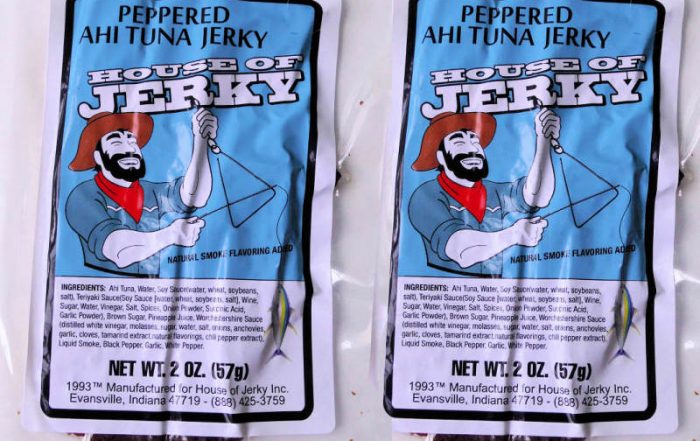 PEPPERED
AHI TUNA JERKY
HOUSE OF
JERKY
NATURAL SMOKE FLAVORING ADDED
INGREDIENTS: Ahi Tuna, Water, Soy Sauce(water, wheat, soybeans,
salt), Teriyaki Sauce(Soy Sauce [water, wheat, soybeans, salt], Wine,
Sugar, Water, Vinegar, Salt, Spices, Onion Powder, Succinic Acid,
Garlic Powder), Brown Sugar, Pineapple Juice, Worchestershire Sauce
(distilled white vinegar, molasses, sugar, water, salt, onions, anchovies,
garlic, cloves, tamarind extract,natural flavorings, chili pepper extract).
Liquid Smoke, Black Pepper, Garlic, White Pepper.
NET WT. 2 OZ. (57g)
1993™ Manufactured for House of Jerky Inc.
Evansville, Indiana 47719 - (888) 425-3759
PEPPERED
AHI TUNA JERKY
HOUSE OF
JERKY
NATURAL SMOKE FLAVORING ADDED
INGREDIENTS: Ahi Tuna, Water, Soy Sauce(water, wheat, soybeans,
salt), Teriyaki Sauce(Soy Sauce [water, wheat, soybeans, salt], Wine,
Sugar, Water, Vinegar, Salt, Spices, Onion Powder, Succinic Acid,
Garlic Powder), Brown Sugar, Pineapple Juice, Worchestershire Sauce
(distilled white vinegar, molasses, sugar, water, salt, onions, anchovies,
garlic, cloves, tamarind extract,natural flavorings, chili pepper extract).
Liquid Smoke, Black Pepper, Garlic, White Pepper.
NET WT. 2 OZ. (57g)
1993™ Manufactured for House of Jerky Inc.
Evansville, Indiana 47719 - (888) 425-3759